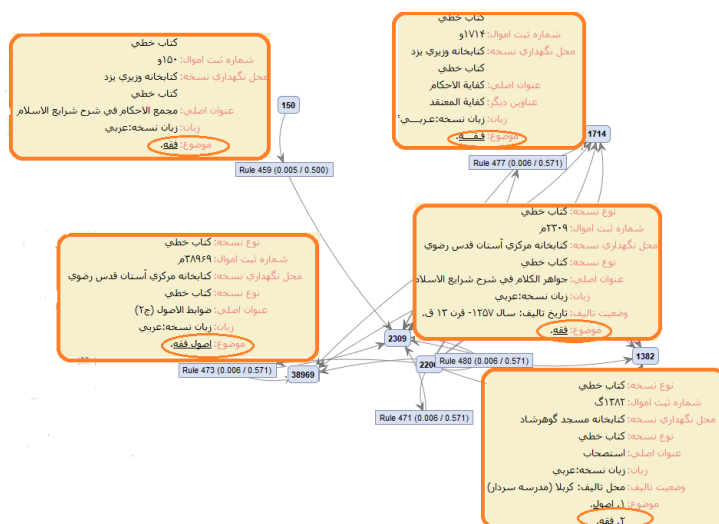 کتاب خطي
شماره ثبت اموال: ۱۵۰و
محل نگهداري نسخه: کتابخانه وزيري يزد
کتاب خطي
عنوان اصلي: مجمع الاحکام في شرح شرايع الاسلام
زبان: زبان نسخه:عربي
موضوع: فقه.
150
Rule 459 (0.005 / 0.500)
کتاب خطي
شماره ثبت اموال: ۱۷۱۴و
محل نگهداري نسخه: کتابخانه وزيري يزد
کتاب خطي
عنوان اصلي: کفاية الاحکام
عناوين ديگر: کفاية المعتقد
زبان: زبان نسخه:عربـــي
موضوع: فـقــــه.
1714
Rule 477 (0.006 / 0.571)
نوع نسخه: کتاب خطي
شماره ثبت اموال: ۲۳۰۹م
محل نگهداري نسخه: کتابخانه مرکزي آستان قدس رضوي
نوع نسخه: کتاب خطي
عنوان اصلي: جواهر الکلام في شرح شرايع الاسلا
زبان: زبان نسخه:عربي
وضعيت تاليف: تاريخ تاليف: سال ۱۲۵۷- قرن ۱۳ ق.
موضوع: فقه.
نوع نسخه: کتاب خطي
شماره ثبت اموال: ۳۸۹۶۹م
محل نگهداري نسخه: کتابخانه مرکزي آستان قدس رضوي
نوع نسخه: کتاب خطي
عنوان اصلي: ضوابط الاصول (ج۲)
زبان: زبان نسخه:عربي
موضوع: اصول فقه.
2309
220
Rule 480 (0.006 / 0.571)
1382
Rule 473 (0.006 / 0.571)
38969
Rule 471 (0.006 / 0.571)
نوع نسخه: کتاب خطي
شماره ثبت اموال: ۱۳۸۲گ
محل نگهداري نسخه: کتابخانه مسجد گوهرشاد
نوع نسخه: کتاب خطي
عنوان اصلي: استصحاب
زبان: زبان نسخه:عربي
وضعيت تاليف: محل تاليف: کربلا (مدرسه سردار)
موضوع: ۱. اصول.
۲. فقه.